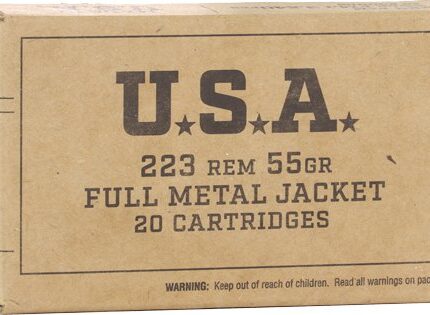 U.S.A.
223 REM 55GR
FULL METAL JACKET
20 CARTRIDGES
WARNING: Keep out of reach of children. Read all warnings on